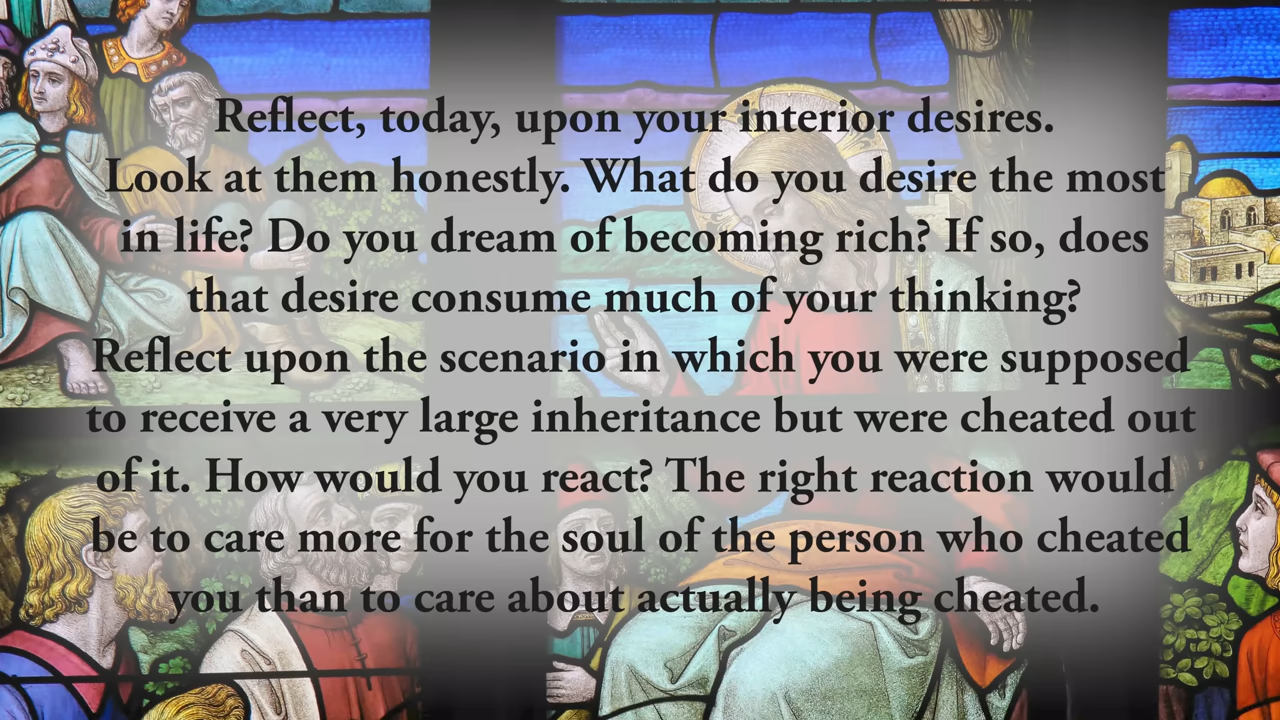 Reflect, today, upon your interior desires.
Look at them honestly. What do you desire the most
in life? Do you dream of becoming rich? If so, does
that desire consume much of your thinking?
Reflect upon the scenario in which you were supposed
to receive a very large inheritance but were cheated out
of it. How would you react? The right reaction would
be to care more for the soul of the person who cheated
you than to care about actually being cheated.